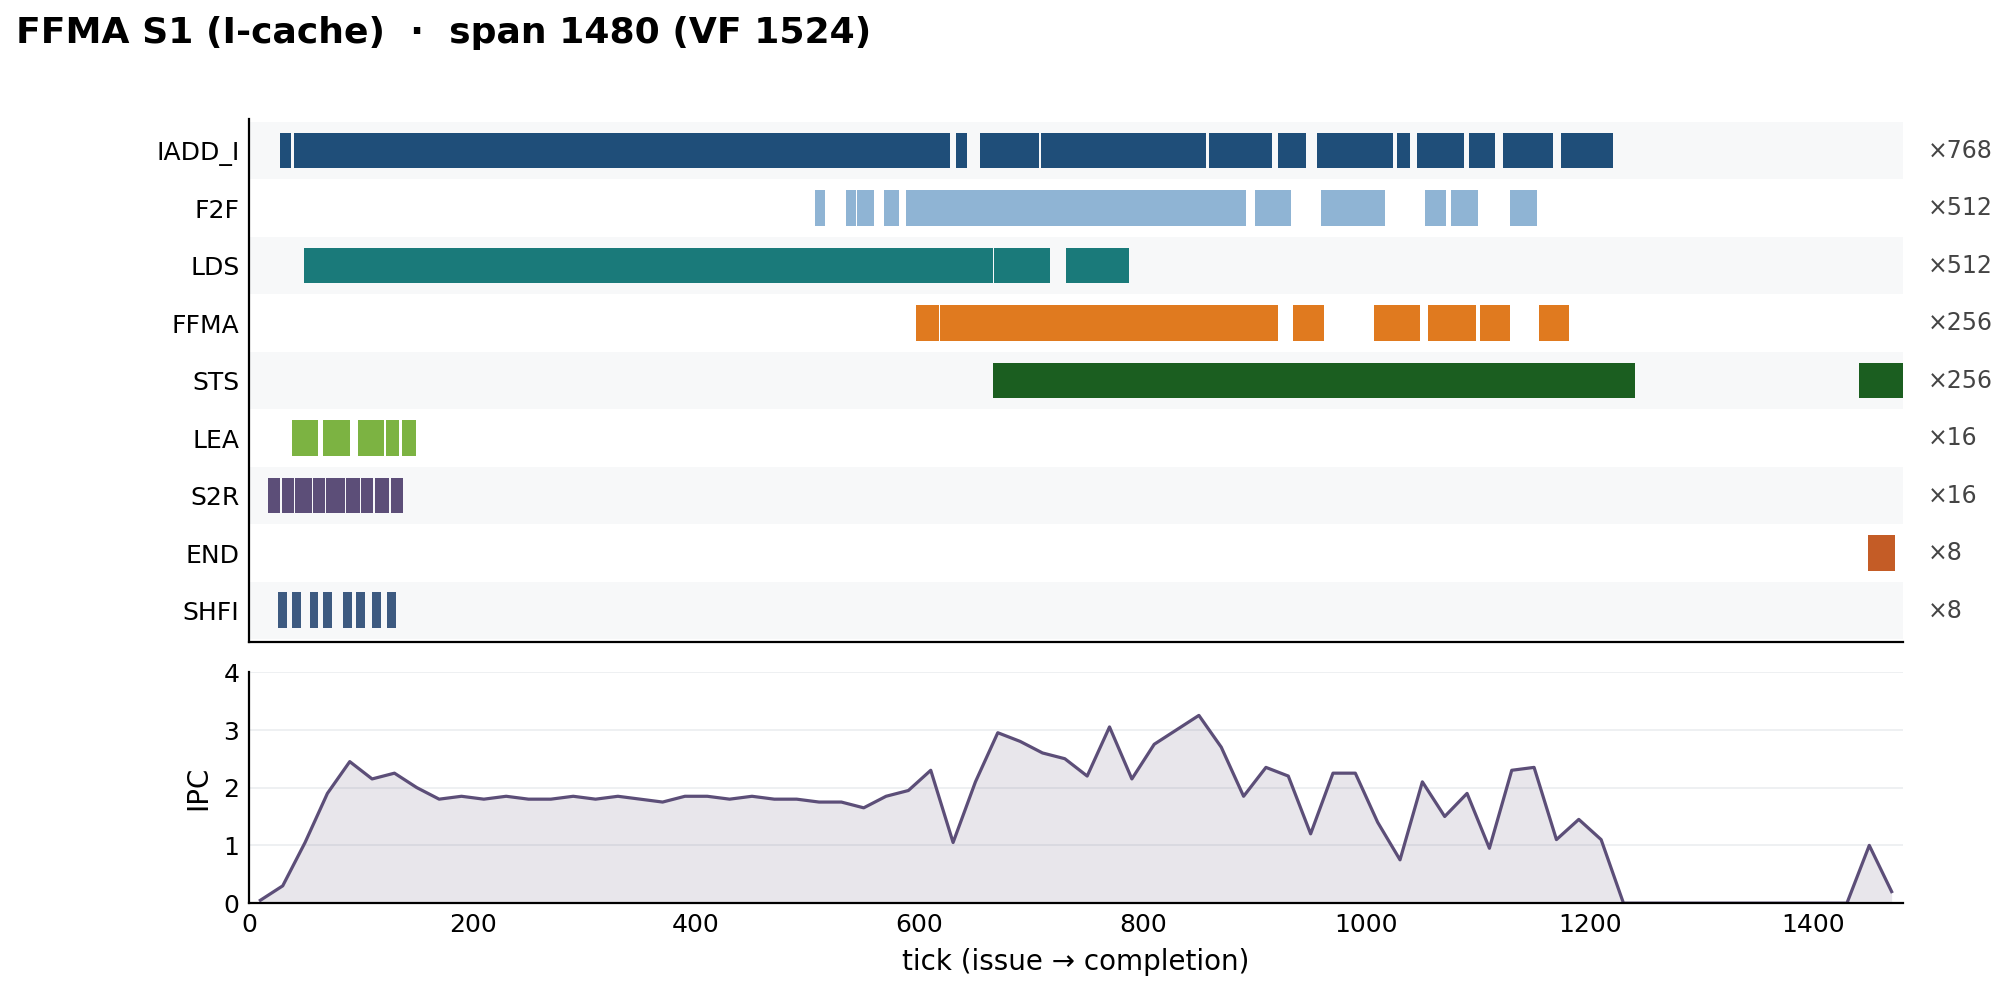 FFMA S1 (I-cache) · span 1480 (VF 1524)
IADD_I ×768
F2F ×512
LDS ×512
FFMA ×256
STS ×256
LEA ×16
S2R ×16
END ×8
SHFI ×8
4
3
2
1
0
IPC
0 200 400 600 800 1000 1200 1400
tick (issue → completion)